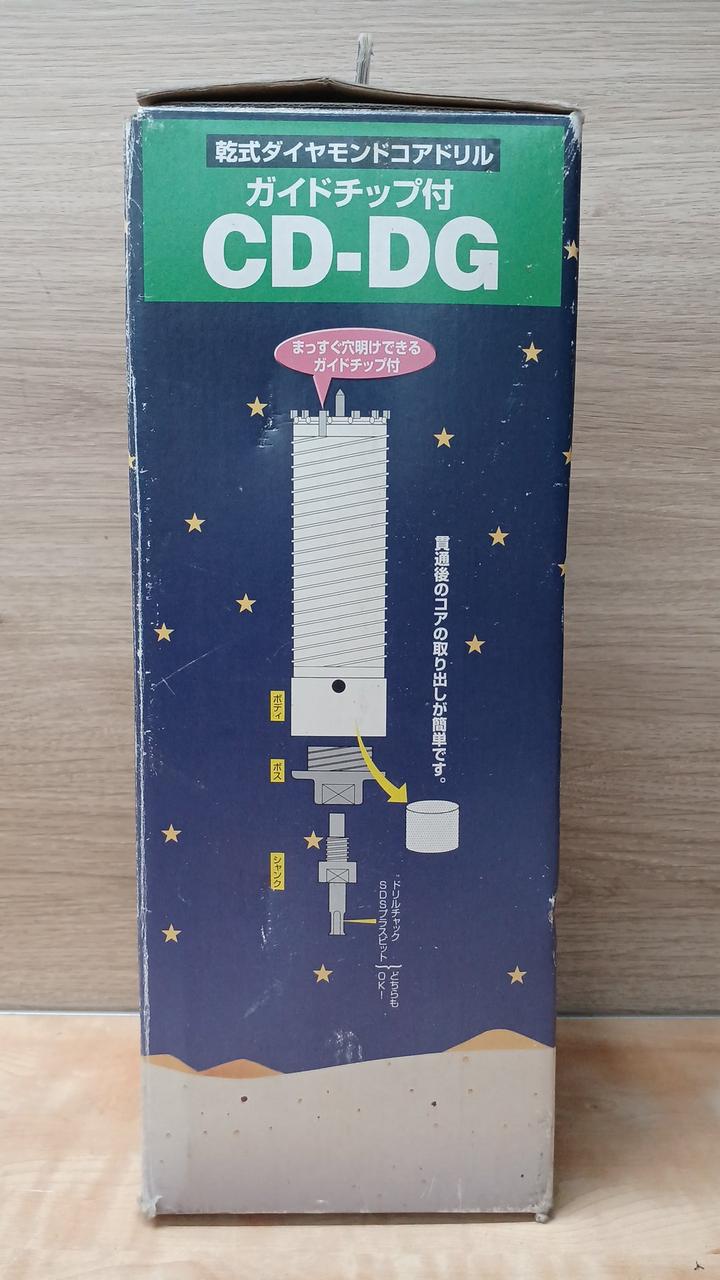 乾式ダイヤモンドコアドリル
ガイドチップ付
CD-DG
まっすぐ穴明けできる
ガイドチップ付
貫通後のコアの取り出しが簡単です。
ボディ
ボス
シャンク
ドリルチャック
SDSプラスビット
どちらも
OK!